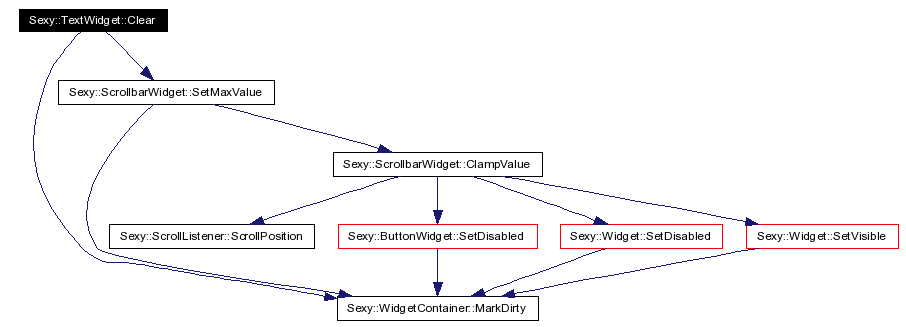 Sexy::TextWidget::Clear
Sexy::ScrollbarWidget::SetMaxValue
Sexy::ScrollbarWidget::ClampValue
Sexy::ScrollListener::ScrollPosition
Sexy::ButtonWidget::SetDisabled
Sexy::Widget::SetDisabled
Sexy::Widget::SetVisible
Sexy::WidgetContainer::MarkDirty